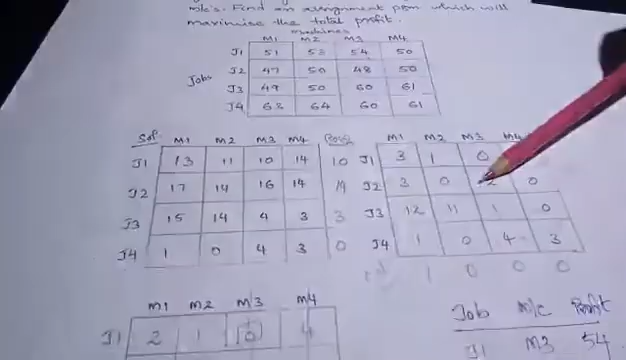 role's. Find an assignment pbm which will
maximise the total profit.
machines
M1 M2 M3 M4
J1 51 53 54 50
J2 47 50 48 50
Jobs
J3 49 50 60 61
J4 63 64 60 61
Sol M1 M2 M3 M4 Row
J1 13 11 10 14 10
J2 17 14 16 14 14
J3 15 14 4 3 3
J4 1 0 4 3 0
M1 M2 M3 M4
J1 3 1 0
J2 3 0 2 0
J3 12 11 1 0
J4 1 0 4 3
1 0 0 0
M1 M2 M3 M4
J1 2 1 0 4
Job M/c Profit
J1 M3 54